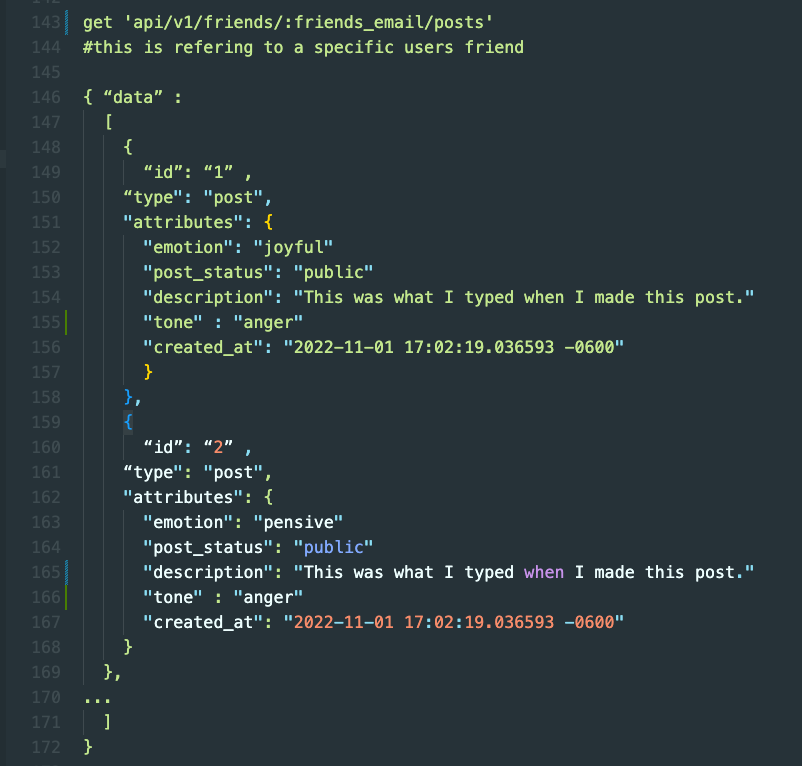 143 get 'api/v1/friends/:friends_email/posts'
144 #this is refering to a specific users friend
145
146 { “data” :
147 [
148 {
149 “id”: “1” ,
150 “type": "post",
151 "attributes": {
152 "emotion": "joyful"
153 "post_status": "public"
154 "description": "This was what I typed when I made this post."
155 "tone" : "anger"
156 "created_at": "2022-11-01 17:02:19.036593 -0600"
157 }
158 },
159 {
160 “id”: “2” ,
161 “type": "post",
162 "attributes": {
163 "emotion": "pensive"
164 "post_status": "public"
165 "description": "This was what I typed when I made this post."
166 "tone" : "anger"
167 "created_at": "2022-11-01 17:02:19.036593 -0600"
168 }
169 },
170 ...
171 ]
172 }